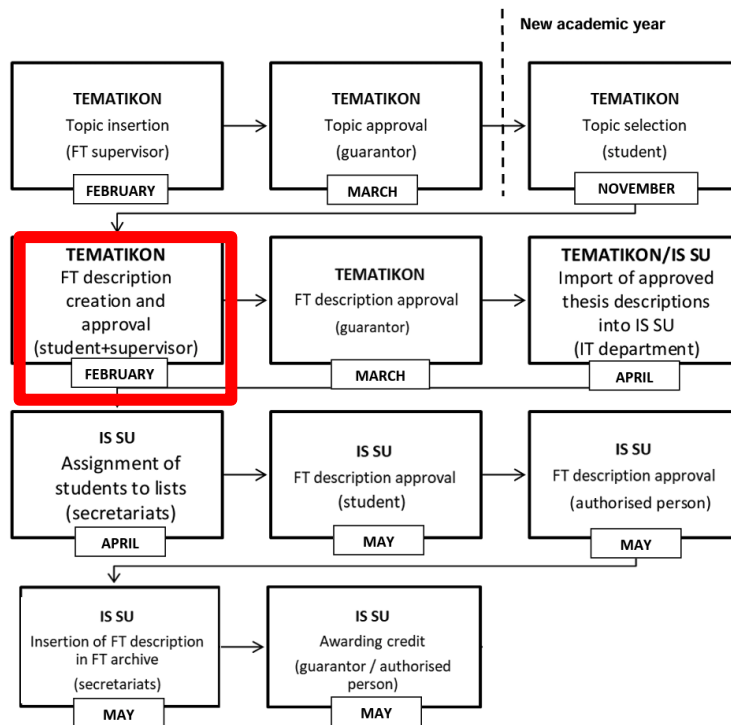 New academic year
TEMATIKON
Topic insertion
(FT supervisor)
FEBRUARY
TEMATIKON
Topic approval
(guarantor)
MARCH
TEMATIKON
Topic selection
(student)
NOVEMBER
TEMATIKON
FT description
creation and
approval
(student+supervisor)
FEBRUARY
TEMATIKON
FT description approval
(guarantor)
MARCH
TEMATIKON/IS SU
Import of approved
thesis descriptions
into IS SU
(IT department)
APRIL
IS SU
Assignment of
students to lists
(secretariats)
APRIL
IS SU
FT description approval
(student)
MAY
IS SU
FT description approval
(authorised person)
MAY
IS SU
Insertion of FT description
in FT archive
(secretariats)
MAY
IS SU
Awarding credit
(guarantor / authorised
person)
MAY